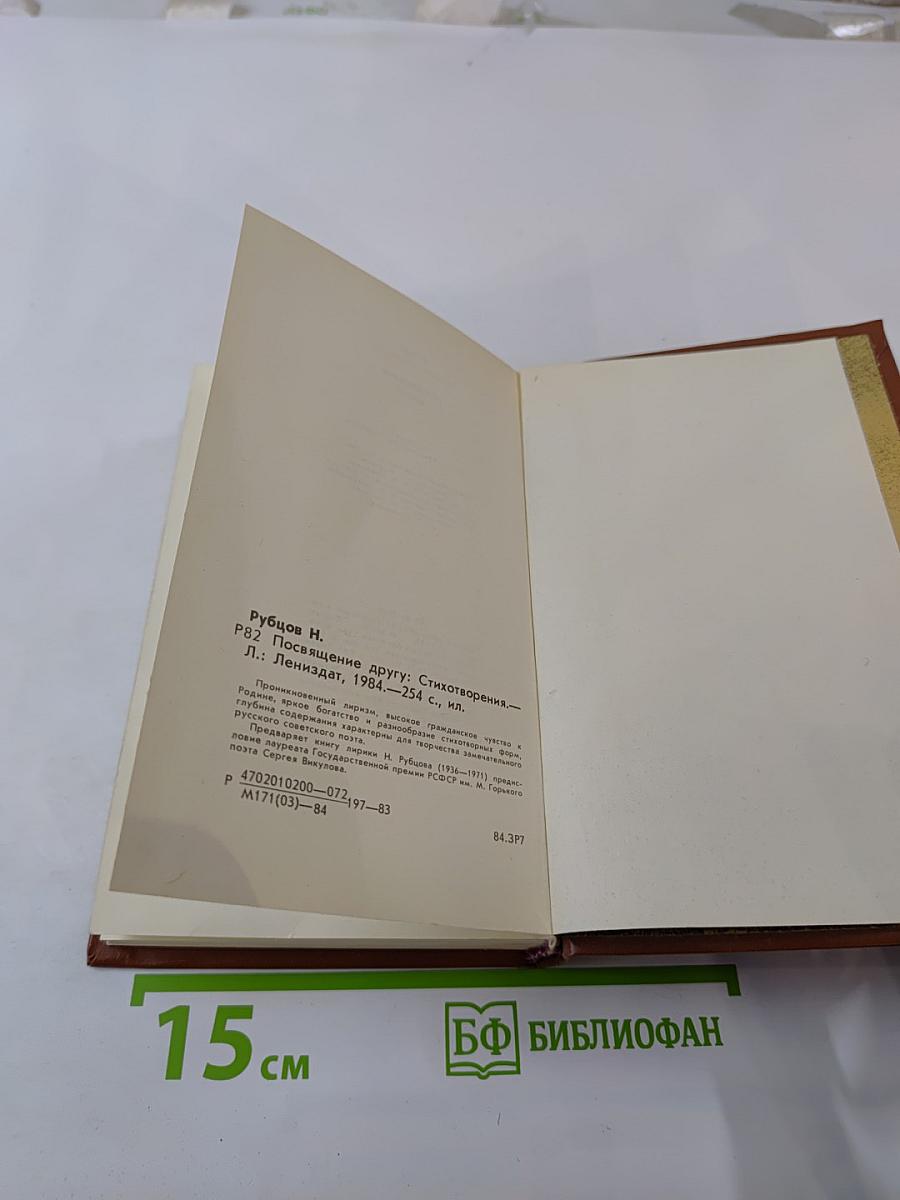 Рубцов Н.
Р82 Посвящение другу: Стихотворения.—
Л.: Лениздат, 1984.—254 с., ил.
Проникновенный лиризм, высокое гражданское чувство к
Родине, яркое богатство и разнообразие стихотворных форм,
глубина содержания характерны для творчества замечательного
русского советского поэта.
Предваряет книгу лирики Н. Рубцова (1936—1971) предис-
ловие лауреата Государственной премии РСФСР им. М. Горького
поэта Сергея Викулова.
Р 4702010200—072 197—83
М171(03)—84
84.3Р7
15 см
БФ БИБЛИОФАН